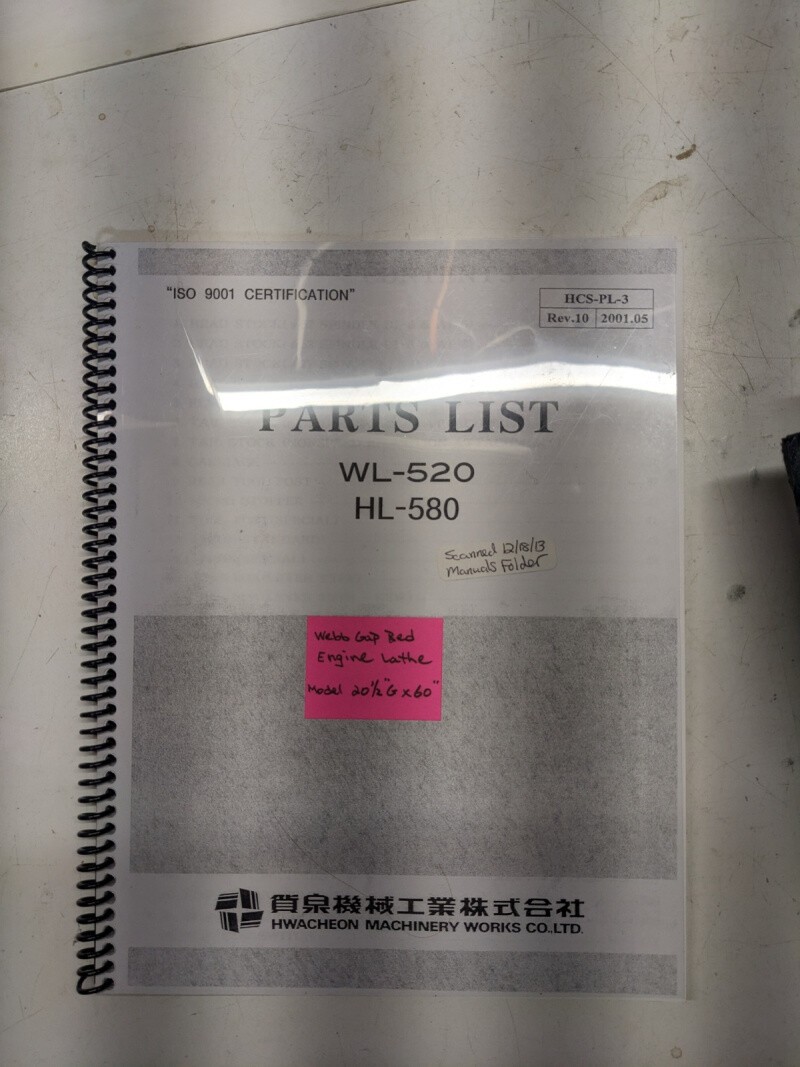 "ISO 9001 CERTIFICATION"
HCS-PL-3
Rev.10 2001.05
PARTS LIST
WL-520
HL-580
Scanned 12/18/13
Manuals Folder
Webb Gap Bed
Engine Lathe
Model 20½"G x 60"
貨泉機械工業株式会社
HWACHEON MACHINERY WORKS CO.,LTD.